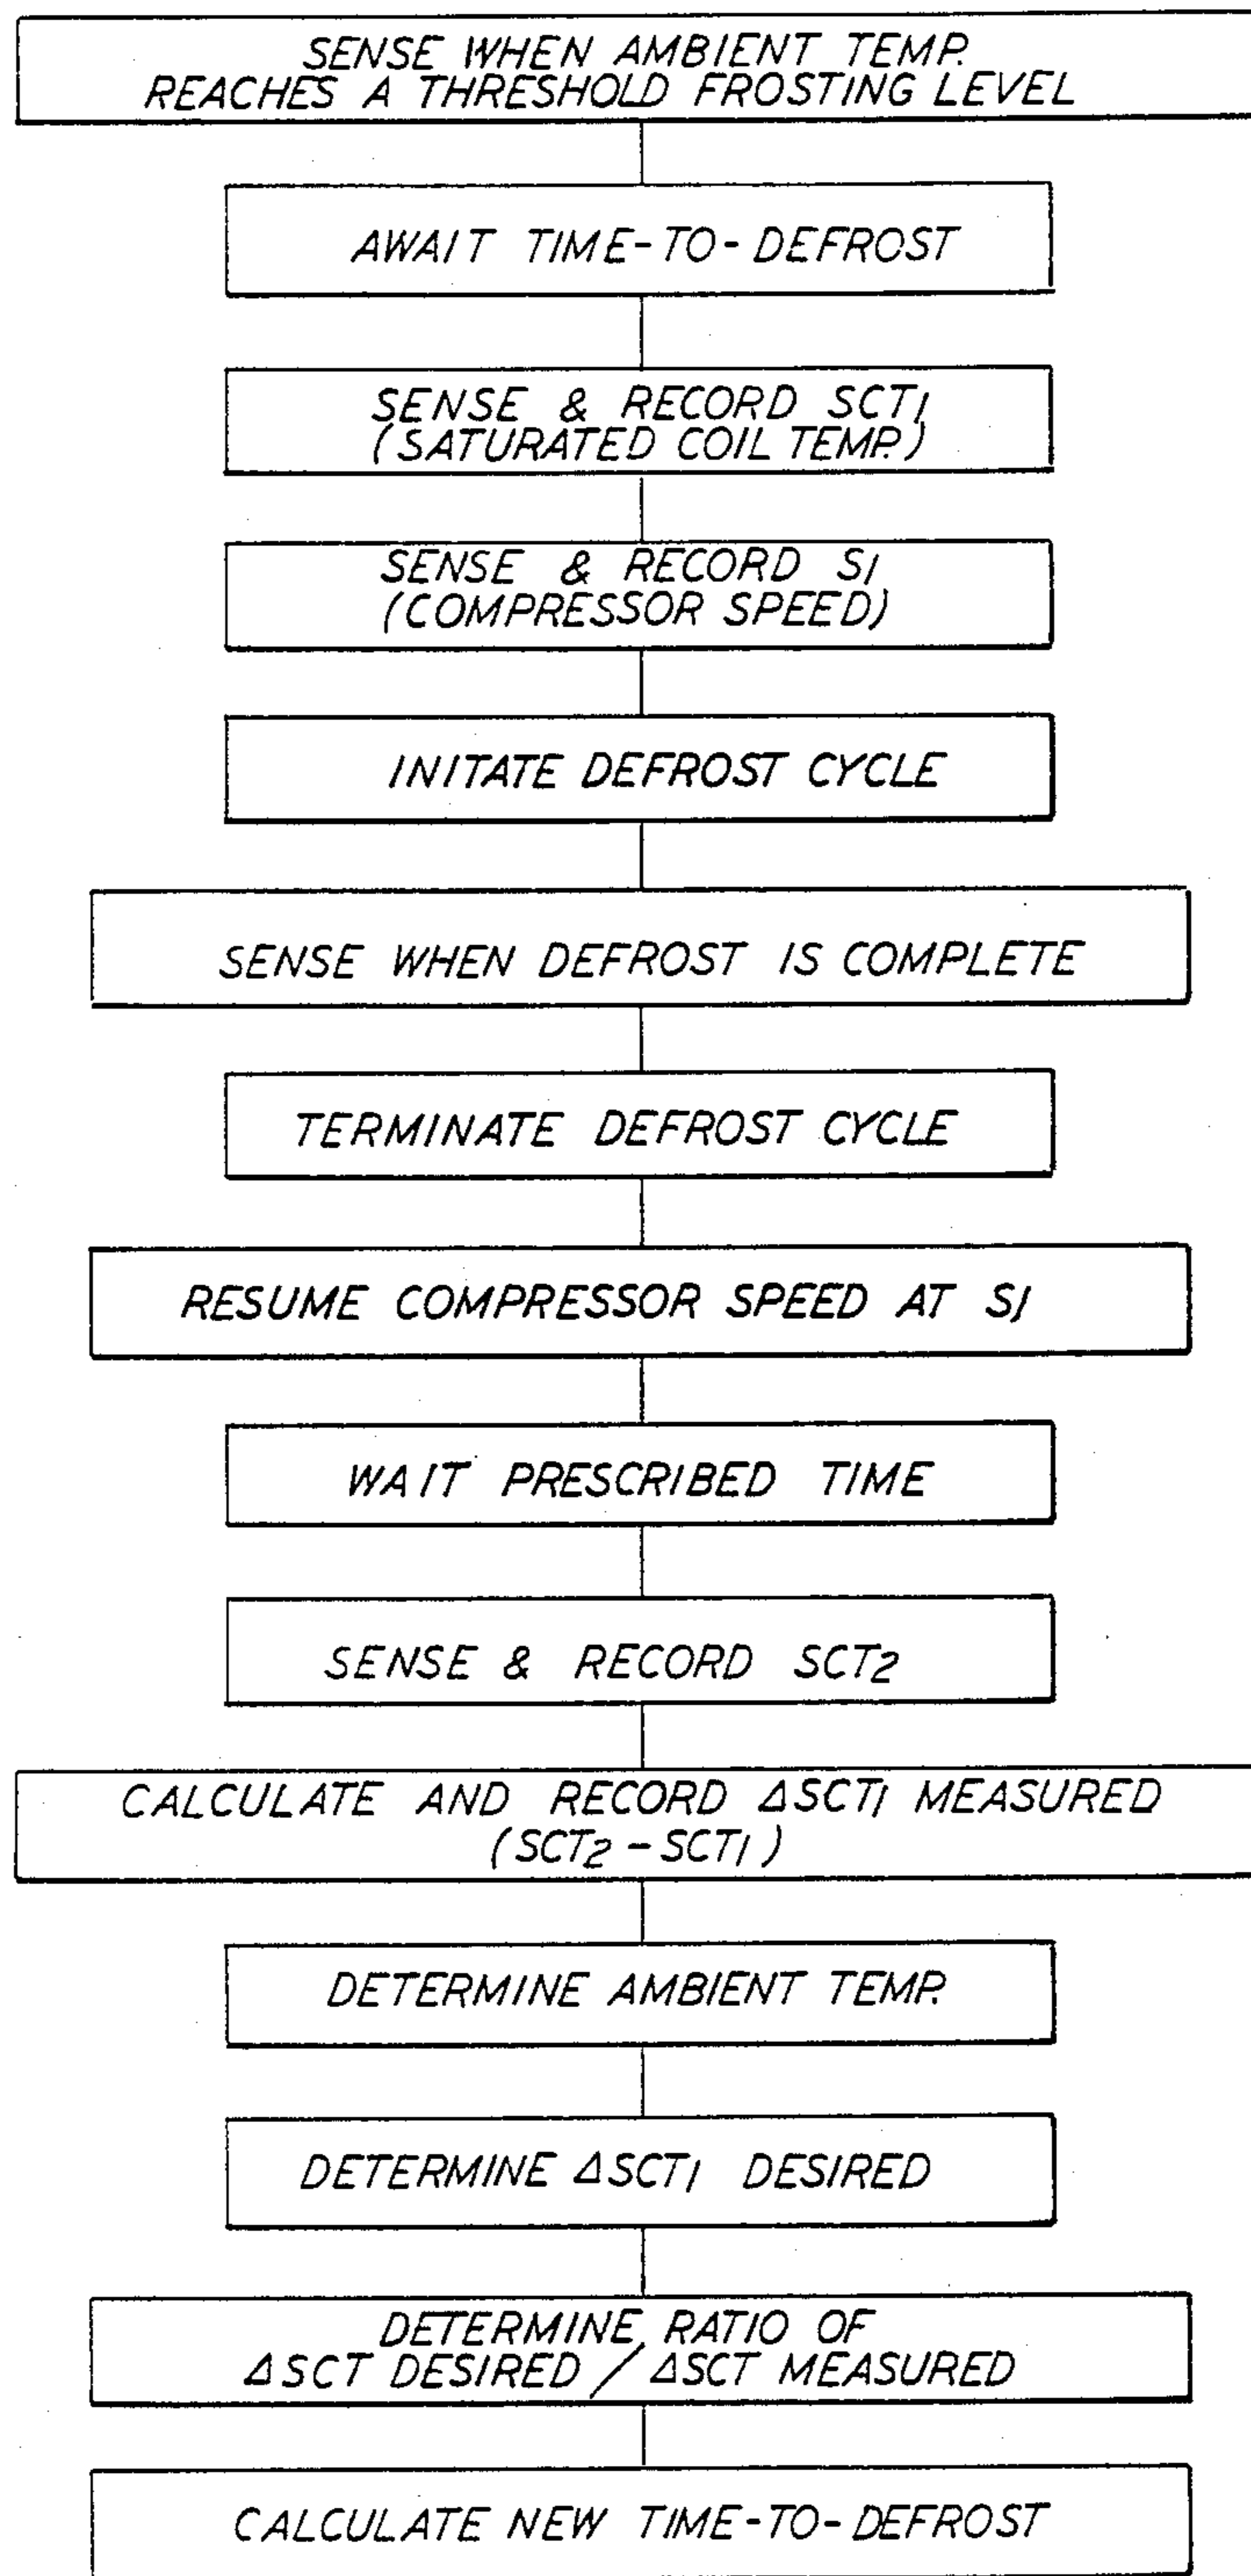 SENSE WHEN AMBIENT TEMP.
REACHES A THRESHOLD FROSTING LEVEL
AWAIT TIME-TO-DEFROST
SENSE & RECORD SCT1
(SATURATED COIL TEMP.)
SENSE & RECORD S1
(COMPRESSOR SPEED)
INITATE DEFROST CYCLE
SENSE WHEN DEFROST IS COMPLETE
TERMINATE DEFROST CYCLE
RESUME COMPRESSOR SPEED AT S1
WAIT PRESCRIBED TIME
SENSE & RECORD SCT2
CALCULATE AND RECORD ΔSCT1 MEASURED
(SCT2 - SCT1)
DETERMINE AMBIENT TEMP.
DETERMINE ΔSCT1 DESIRED
DETERMINE RATIO OF
ΔSCT DESIRED / ΔSCT MEASURED
CALCULATE NEW TIME-TO-DEFROST